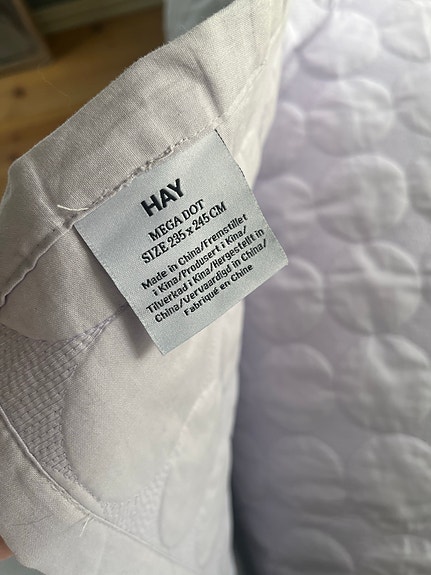 HAY
MEGA DOT
SIZE 235 x 245 CM
Made in China/Fremstillet
i Kina/Produsert i Kina/
Tilverkad i Kina/Hergestellt in
China/Vervaardigd in China/
Fabriqué en Chine